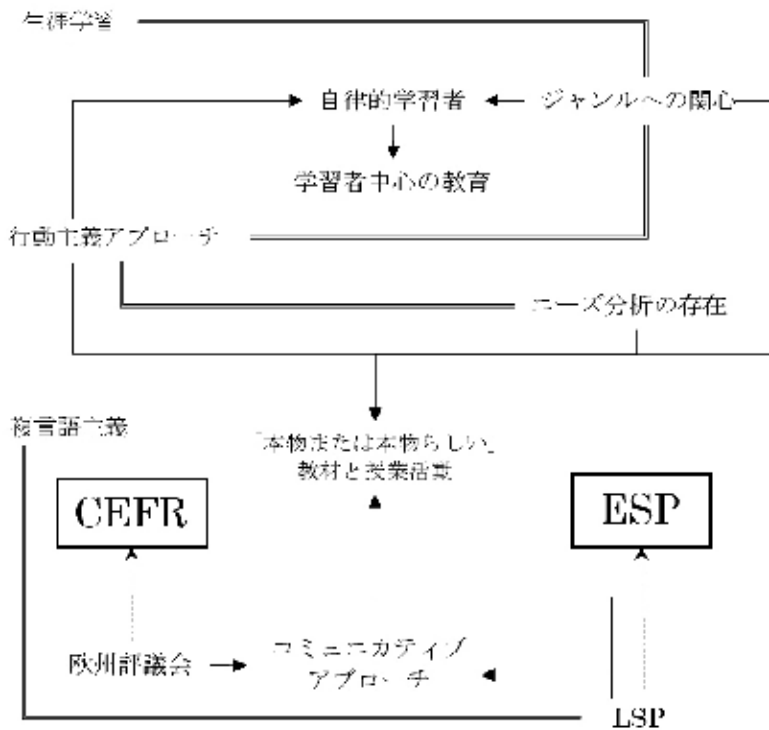 生涯学習
自律的学習者
ジャンルへの関心
学習者中心の教育
行動主義アプローチ
ニーズ分析の存在
複言語主義
「本物または本物らしい」
教材と授業活動
CEFR
ESP
欧州評議会
コミュニカティブ
アプローチ
LSP